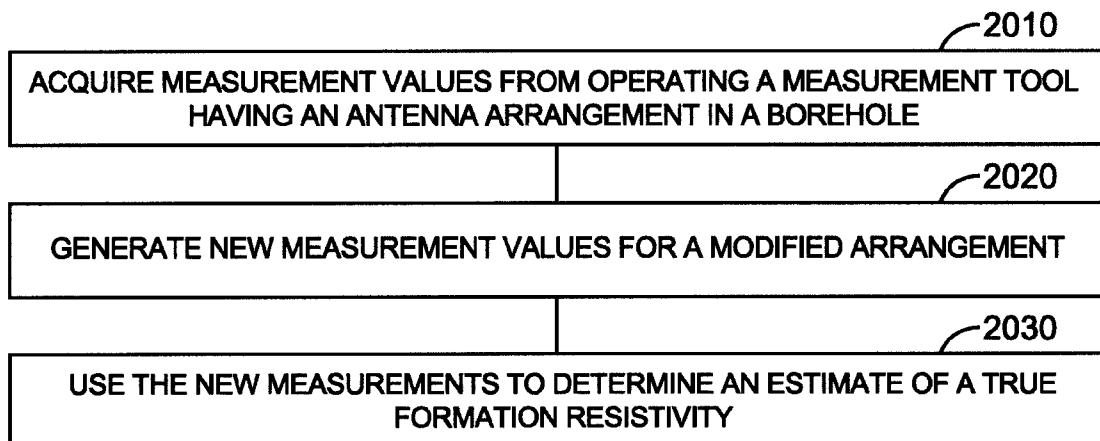 2010
ACQUIRE MEASUREMENT VALUES FROM OPERATING A MEASUREMENT TOOL
HAVING AN ANTENNA ARRANGEMENT IN A BOREHOLE
2020
GENERATE NEW MEASUREMENT VALUES FOR A MODIFIED ARRANGEMENT
2030
USE THE NEW MEASUREMENTS TO DETERMINE AN ESTIMATE OF A TRUE
FORMATION RESISTIVITY